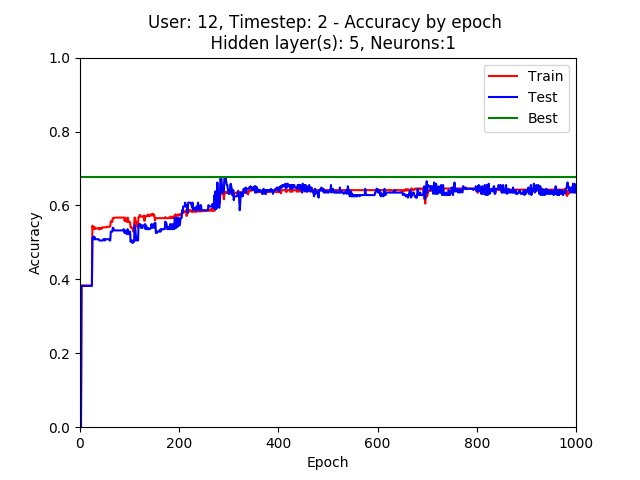 User: 12, Timestep: 2 - Accuracy by epoch
Hidden layer(s): 5, Neurons:1
1.0
0.8
0.6
0.4
0.2
0.0
Accuracy
Train
Test
Best
0 200 400 600 800 1000
Epoch